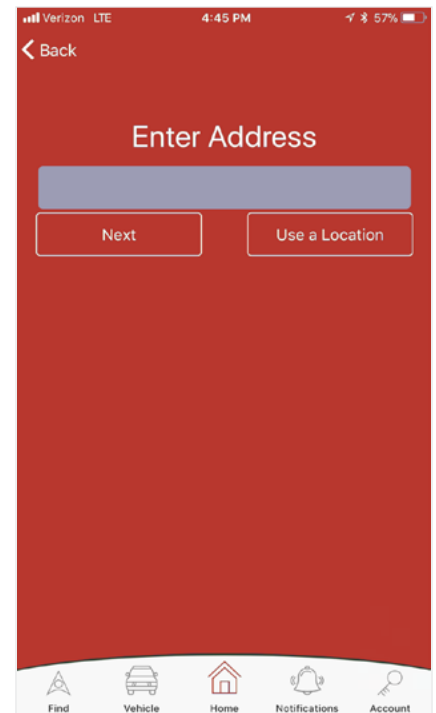 Verizon LTE 4:45 PM 57%
Back
Enter Address
Next Use a Location
Find Vehicle Home Notifications Account